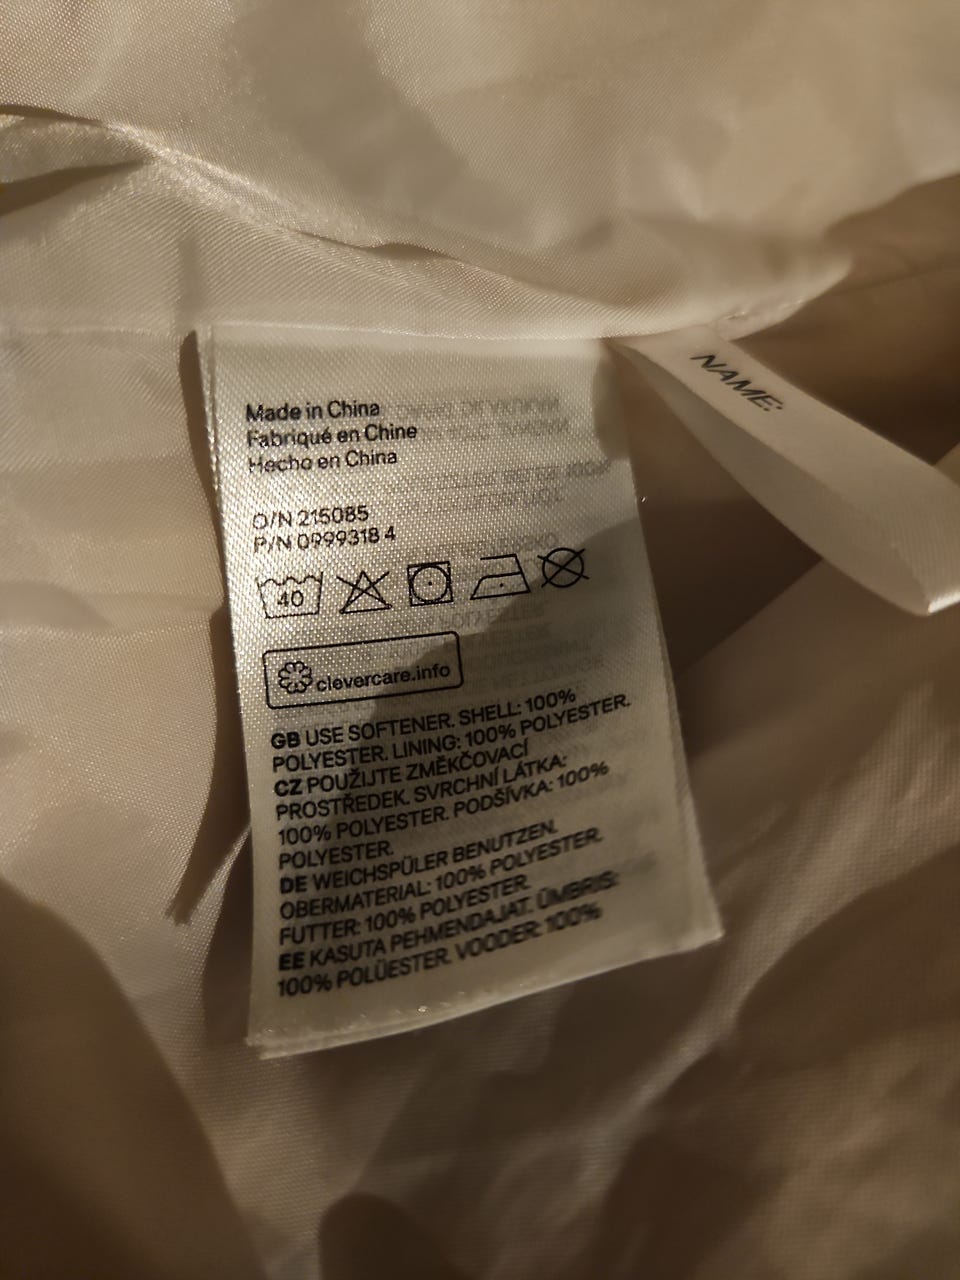 NAME:
Made in China
Fabriqué en Chine
Hecho en China
O/N 215085
P/N 0999318 4
40
clevercare.info
GB USE SOFTENER. SHELL: 100%
POLYESTER. LINING: 100% POLYESTER.
CZ POUŽIJTE ZMĚKČOVACÍ
PROSTŘEDEK. SVRCHNÍ LÁTKA:
100% POLYESTER. PODŠÍVKA: 100%
POLYESTER.
DE WEICHSPÜLER BENUTZEN.
OBERMATERIAL: 100% POLYESTER.
FUTTER: 100% POLYESTER.
EE KASUTA PEHMENDAJAT. ÜMBRIS:
100% POLÜESTER. VOODER: 100%